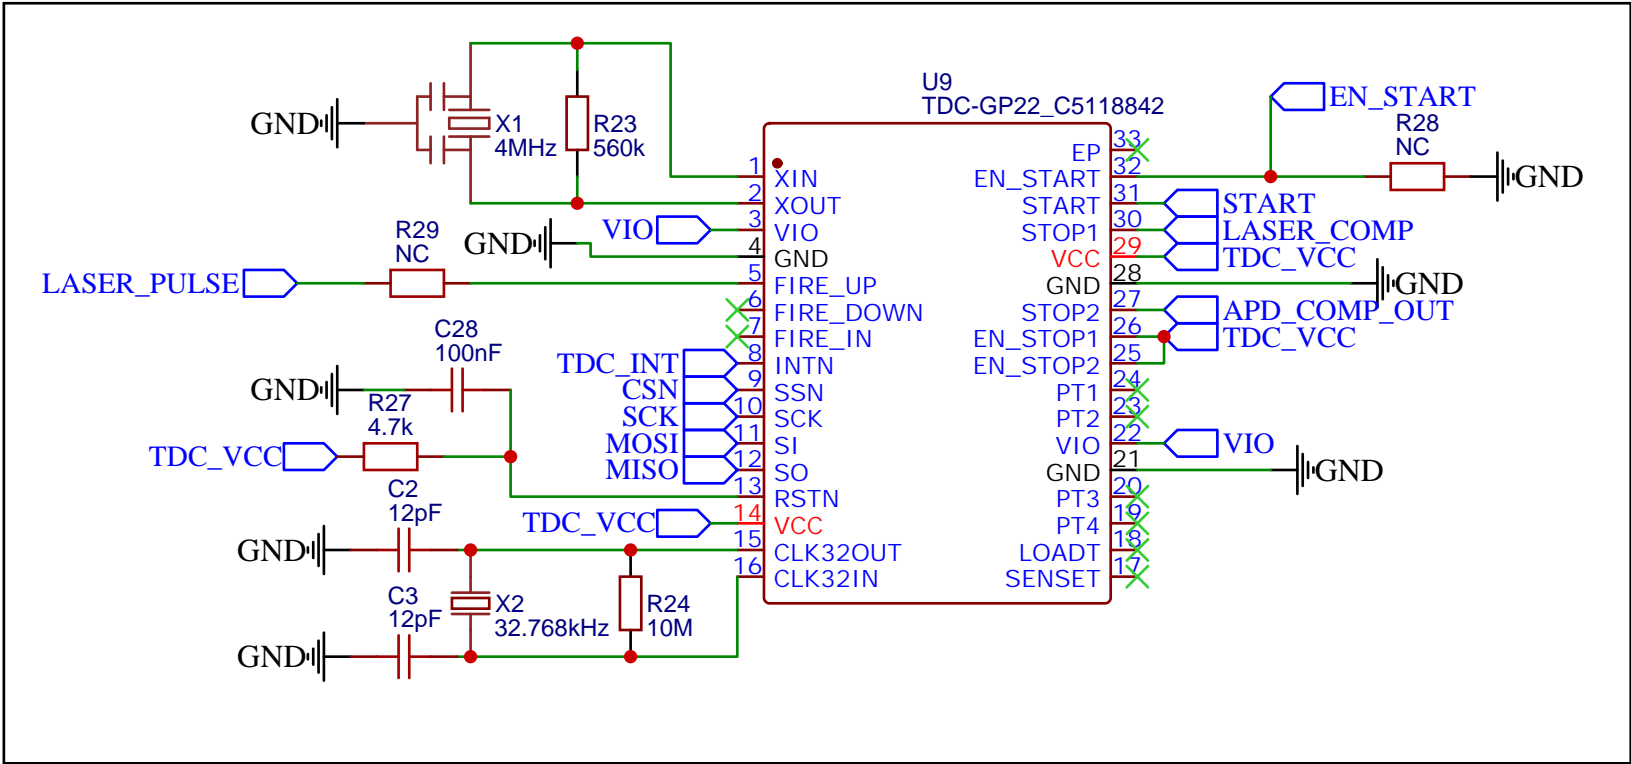 U9
TDC-GP22_C5118842
GND
X1
4MHz
R23
560k
EN_START
R28
NC
GND
1
XIN
2
XOUT
3
VIO
4
GND
5
FIRE_UP
6
FIRE_DOWN
7
FIRE_IN
8
INTN
9
SSN
10
SCK
11
SI
12
SO
13
RSTN
14
VCC
15
CLK32OUT
16
CLK32IN
EP
33
EN_START
32
START
31
STOP1
30
VCC
29
GND
28
STOP2
27
EN_STOP1
26
EN_STOP2
25
PT1
24
PT2
23
VIO
22
GND
21
PT3
20
PT4
19
LOADT
18
SENSET
17
VIO
GND
R29
NC
LASER_PULSE
C28
100nF
GND
R27
4.7k
TDC_VCC
TDC_INT
CSN
SCK
MOSI
MISO
TDC_VCC
C2
12pF
GND
C3
12pF
GND
X2
32.768kHz
R24
10M
START
LASER_COMP
TDC_VCC
GND
APD_COMP_OUT
TDC_VCC
VIO
GND